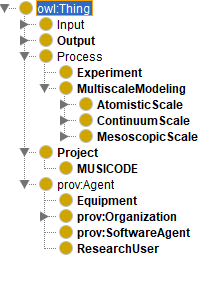 owl:Thing
Input
Output
Process
Experiment
MultiscaleModeling
AtomisticScale
ContinuumScale
MesoscopicScale
Project
MUSICODE
prov:Agent
Equipment
prov:Organization
prov:SoftwareAgent
ResearchUser